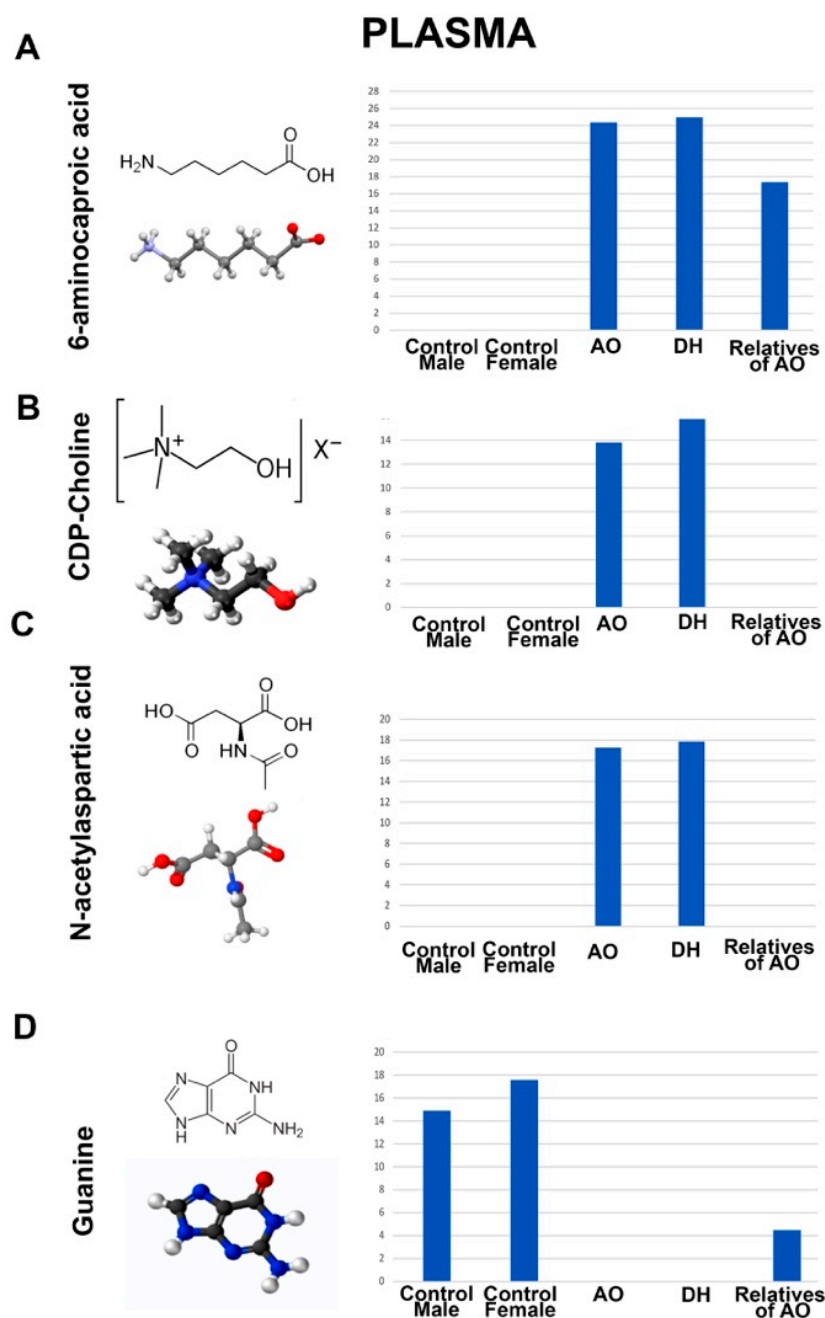 PLASMA
A
6-aminocaproic acid
O
H₂N
OH
28
26
24
22
20
18
16
14
12
10
8
6
4
2
0
Control Male
Control Female
AO
DH
Relatives of AO
B
CDP-Choline
N⁺
OH
X⁻
14
12
10
8
6
4
2
0
Control Male
Control Female
AO
DH
Relatives of AO
C
N-acetylaspartic acid
O
HO
OH
O
HN
O
20
18
16
14
12
10
8
6
4
2
0
Control Male
Control Female
AO
DH
Relatives of AO
D
Guanine
O
N
NH
N
H
N
NH₂
20
18
16
14
12
10
8
6
4
2
0
Control Male
Control Female
AO
DH
Relatives of AO